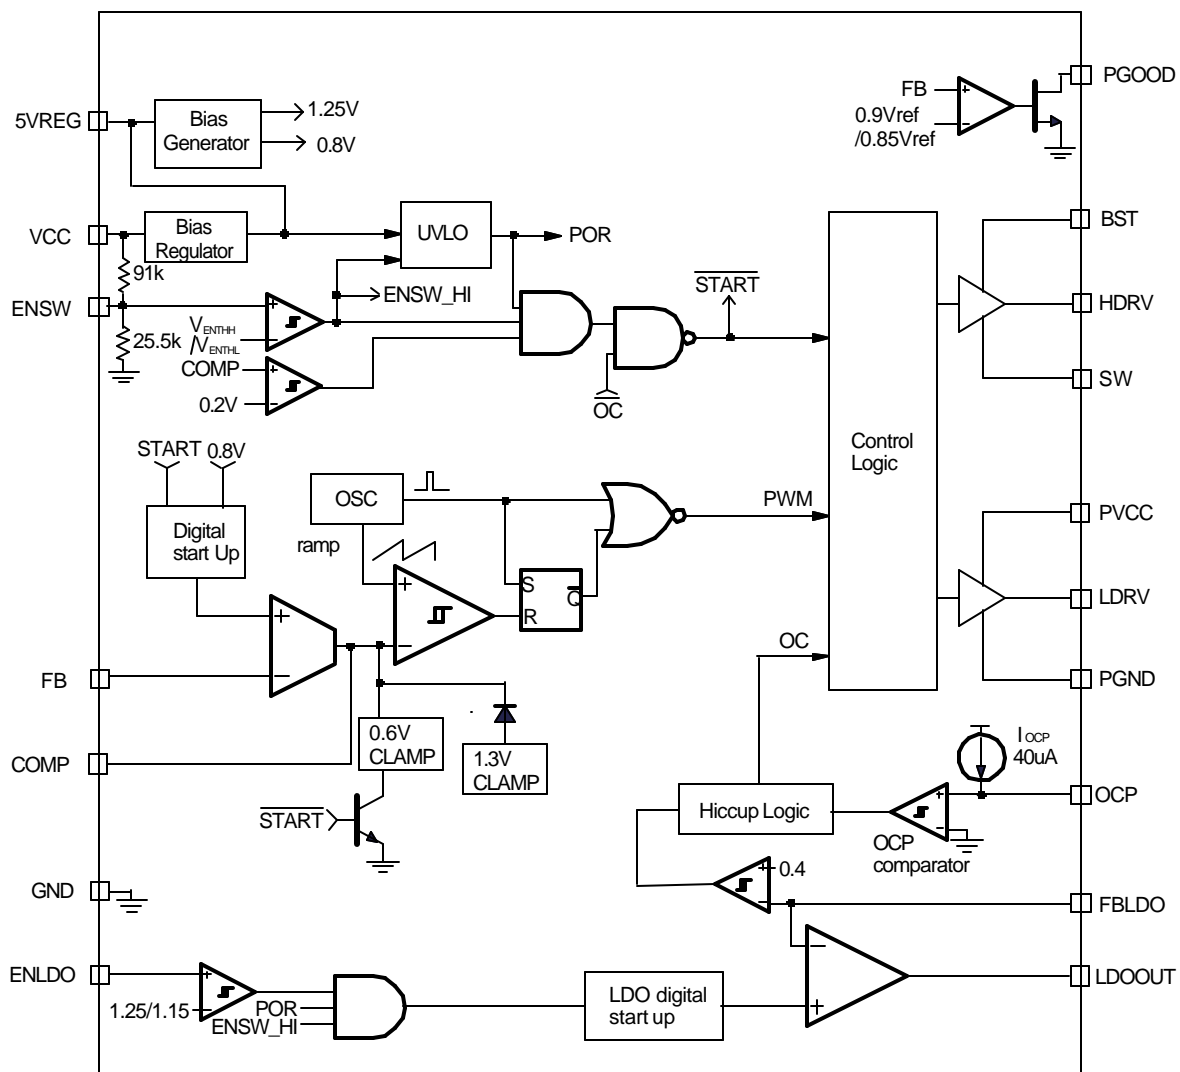 PGOOD
FB
0.9Vref
/0.85Vref
5VREG
Bias
Generator
1.25V
0.8V
VCC
Bias
Regulator
UVLO
POR
BST
91k
ENSW_HI
START
ENSW
HDRV
VENTHH
/VENTHL
25.5k
COMP
0.2V
OC
SW
Control
Logic
START 0.8V
OSC
PWM
PVCC
Digital
start Up
ramp
+
S
Q
R
LDRV
+
−
−
OC
FB
PGND
0.6V
CLAMP
1.3V
CLAMP
IOCP
40uA
COMP
Hiccup Logic
OCP
START
OCP
comparator
0.4
GND
FBLDO
ENLDO
−
LDOOUT
1.25/1.15
POR
ENSW_HI
LDO digital
start up
+